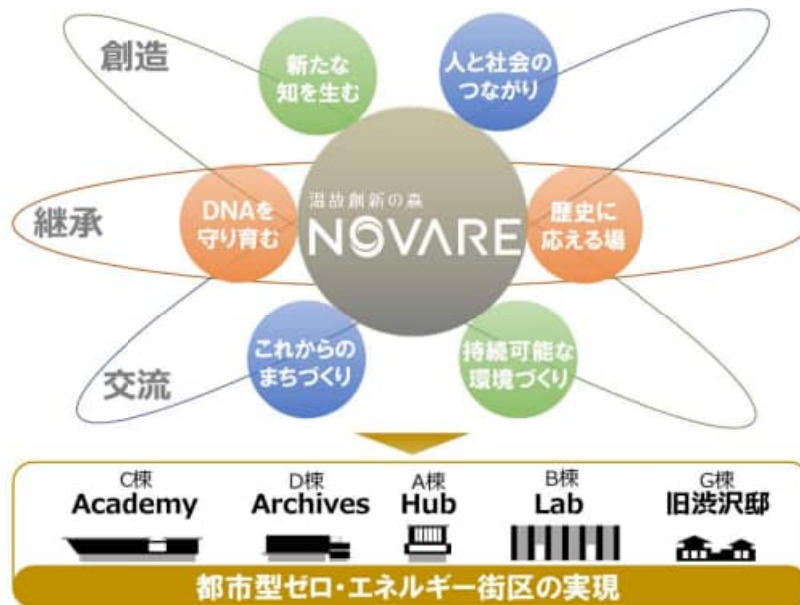 創造
新たな
知を生む
人と社会の
つながり
継承
DNAを
守り育む
温故創新の森
NOVARE
歴史に
応える場
交流
これからの
まちづくり
持続可能な
環境づくり
C棟
Academy
D棟
Archives
A棟
Hub
B棟
Lab
G棟
旧渋沢邸
都市型ゼロ・エネルギー街区の実現